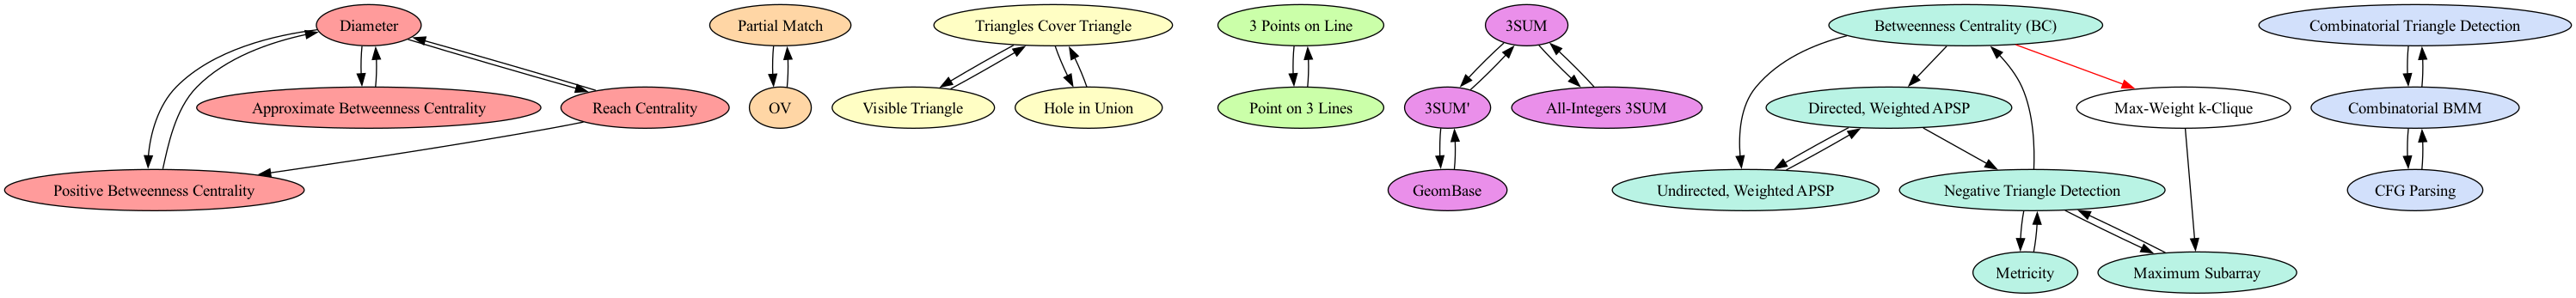 Diameter
Partial Match
Triangles Cover Triangle
3 Points on Line
3SUM
Betweenness Centrality (BC)
Combinatorial Triangle Detection
Approximate Betweenness Centrality
Reach Centrality
OV
Visible Triangle
Hole in Union
Point on 3 Lines
3SUM'
All-Integers 3SUM
Directed, Weighted APSP
Max-Weight k-Clique
Combinatorial BMM
Positive Betweenness Centrality
GeomBase
Undirected, Weighted APSP
Negative Triangle Detection
CFG Parsing
Metricity
Maximum Subarray